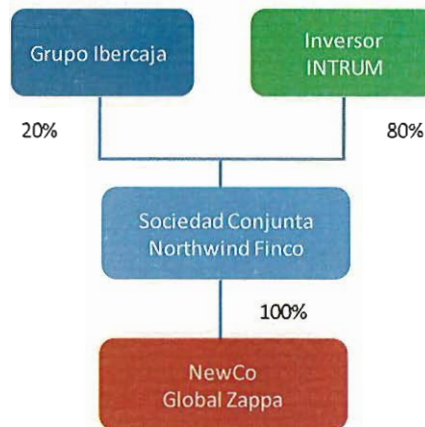 Grupo Ibercaja
Inversor
INTRUM
20%
80%
Sociedad Conjunta
Northwind Finco
100%
NewCo
Global Zappa